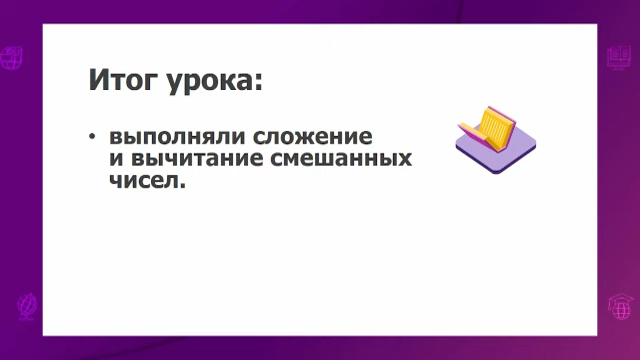 Итог урока:
• выполняли сложение
и вычитание смешанных
чисел.